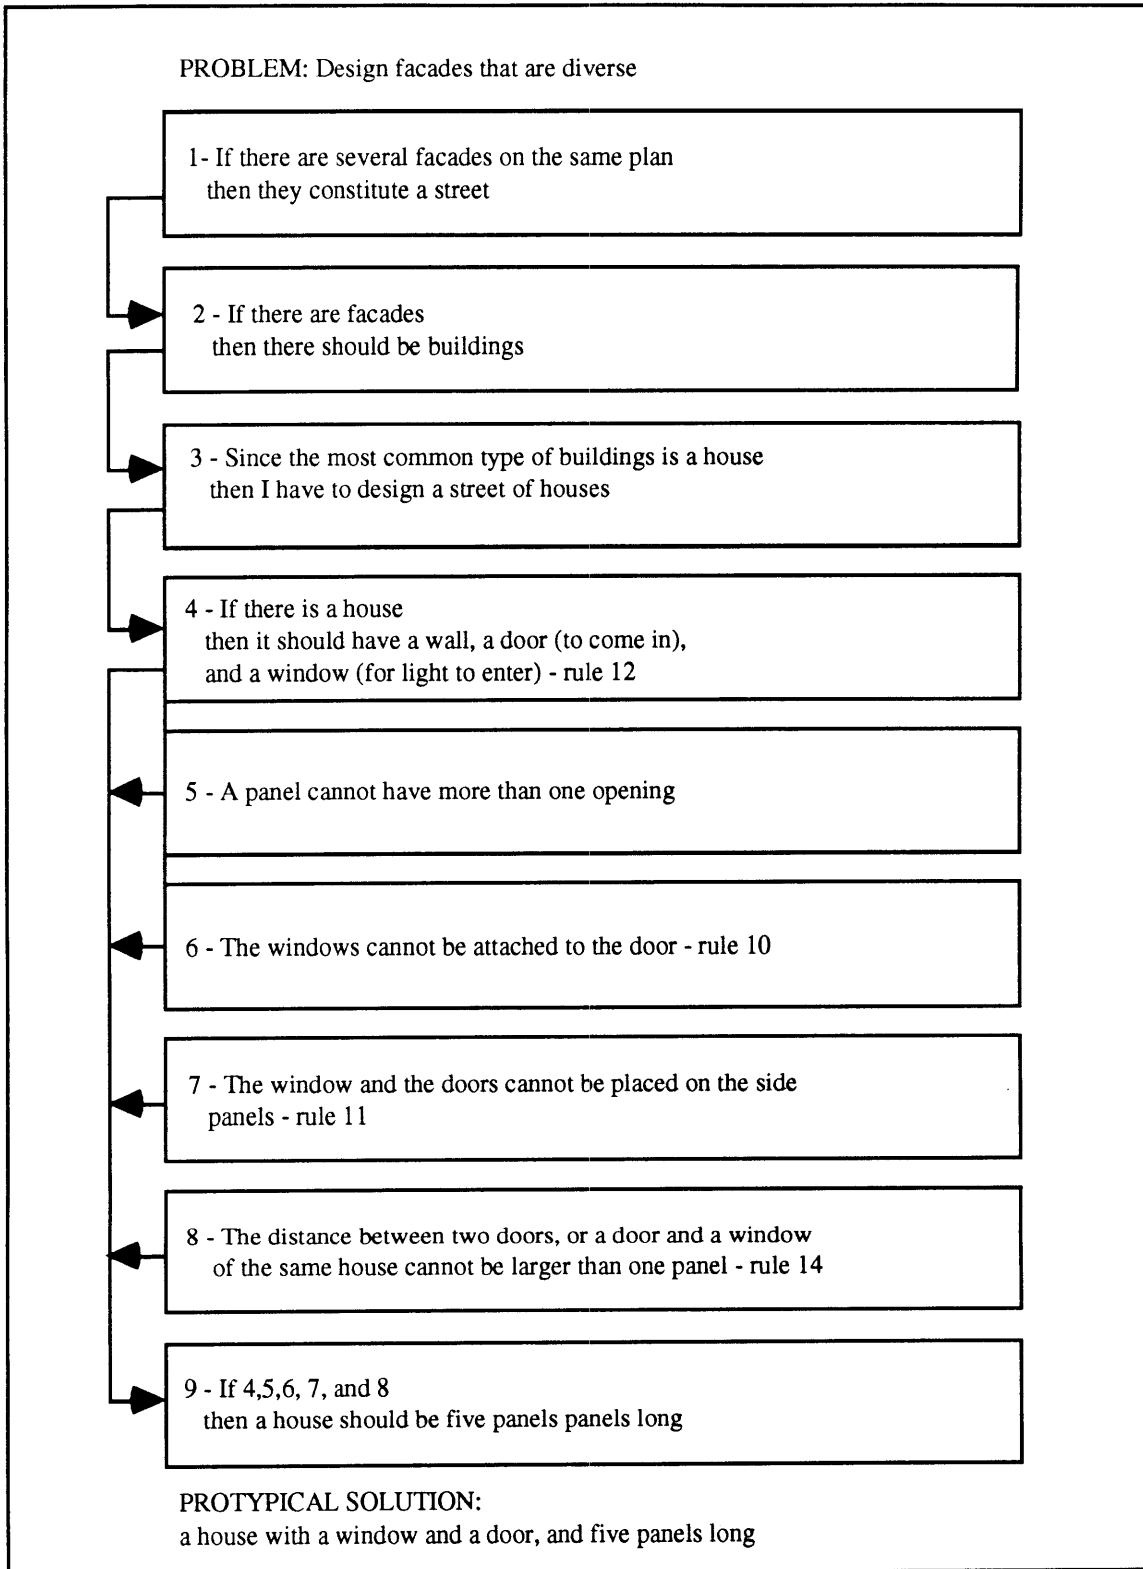 PROBLEM: Design facades that are diverse
1- If there are several facades on the same plan
then they constitute a street
2 - If there are facades
then there should be buildings
3 - Since the most common type of buildings is a house
then I have to design a street of houses
4 - If there is a house
then it should have a wall, a door (to come in),
and a window (for light to enter) - rule 12
5 - A panel cannot have more than one opening
6 - The windows cannot be attached to the door - rule 10
7 - The window and the doors cannot be placed on the side
panels - rule 11
8 - The distance between two doors, or a door and a window
of the same house cannot be larger than one panel - rule 14
9 - If 4,5,6, 7, and 8
then a house should be five panels panels long
PROTYPICAL SOLUTION:
a house with a window and a door, and five panels long